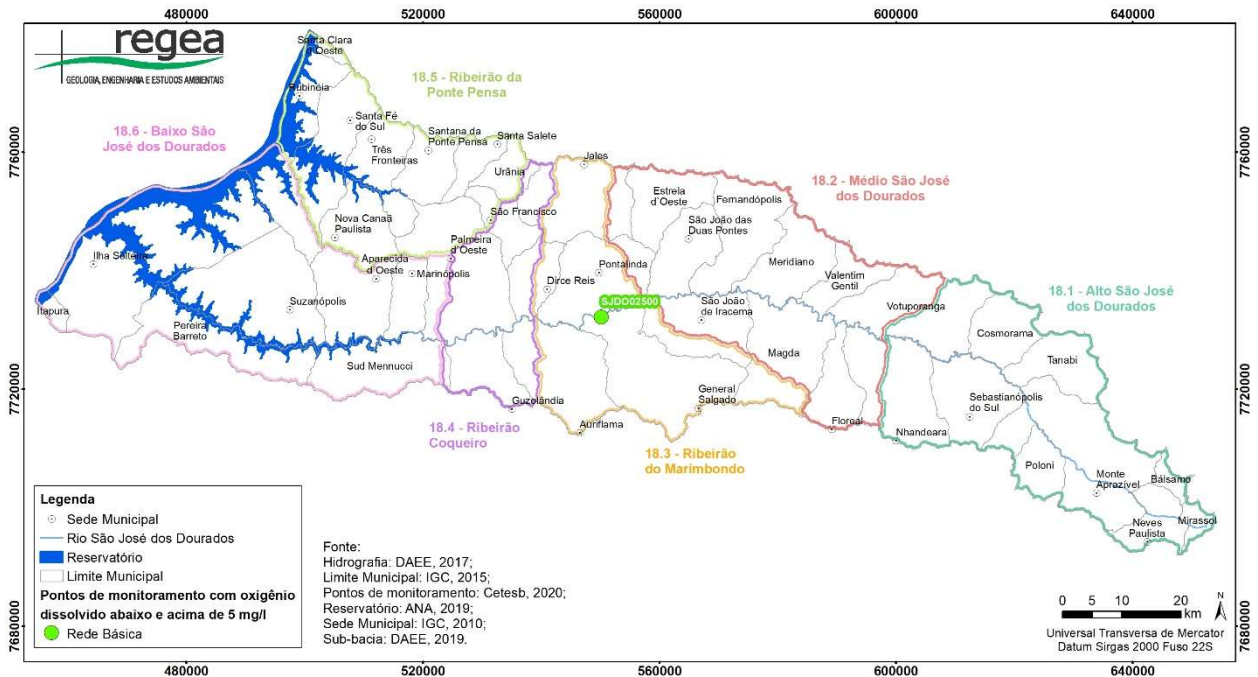 480000
520000
560000
600000
640000
regea
GEOLOGIA, ENGENHARIA E ESTUDOS AMBIENTAIS
Santa Clara
d'Oeste
18.5 - Ribeirão da
Ponte Pensa
Rubinéia
Santa Fé
do Sul
Santana da
Ponte Pensa
Santa Salete
18.6 - Baixo São
José dos Dourados
Três
Fronteiras
7760000
7760000
Jales
Urânia
18.2 - Médio São José
dos Dourados
Estrela
d'Oeste
Fernandópolis
São Francisco
Nova Canaã
Paulista
São João das
Duas Pontes
Palmeira
d'Oeste
Ilha Solteira
Aparecida
d'Oeste
Marinópolis
Pontalinda
Meridiano
Dirce Reis
Valentim
Gentil
18.1 - Alto São José
dos Dourados
Itapura
Suzanápolis
SJDO02500
São João
de Iracema
Votuporanga
Pereira
Barreto
Cosmorama
Magda
Tanabi
Sud Mennucci
7720000
7720000
General
Salgado
Sebastianópolis
do Sul
Guzelândia
18.4 - Ribeirão
Coqueiro
Auriflama
18.3 - Ribeirão
do Marimbondo
Floreal
Nhandeara
Poloni
Monte
Aprazível
Bálsamo
Neves
Paulista
Mirassol
Legenda
Sede Municipal
Rio São José dos Dourados
Reservatório
Limite Municipal
Pontos de monitoramento com oxigênio
dissolvido abaixo e acima de 5 mg/l
Rede Básica
Fonte:
Hidrografia: DAEE, 2017;
Limite Municipal: IGC, 2015;
Pontos de monitoramento: Cetesb, 2020;
Reservatório: ANA, 2019;
Sede Municipal: IGC, 2010;
Sub-bacia: DAEE, 2019.
0 5 10 20
km
N
Universal Transversa de Mercator
Datum Sirgas 2000 Fuso 22S
7680000
7680000
480000
520000
560000
600000
640000